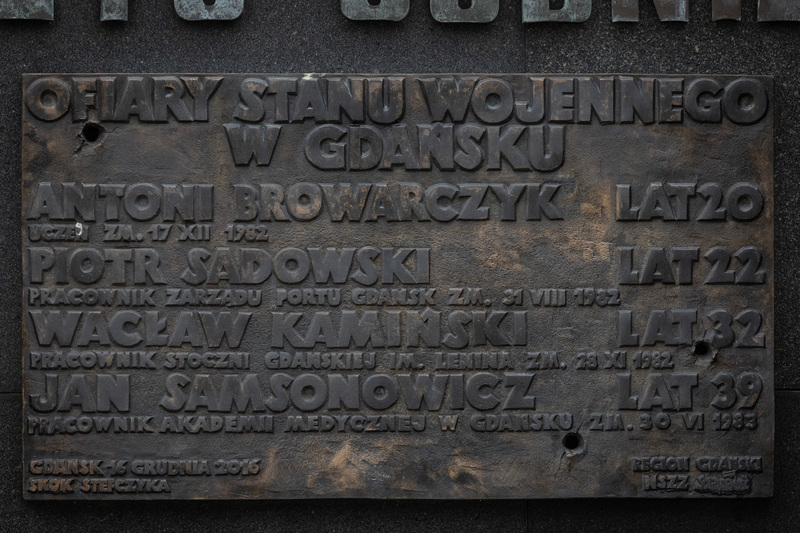 OFIARY STANU WOJENNEGO
W GDAŃSKU
ANTONI BROWARCZYK LAT 20
UCZEŃ ZM. 17 XII 1982
PIOTR SADOWSKI LAT 22
PRACOWNIK ZARZĄDU PORTU GDAŃSK ZM. 31 VIII 1982
WACŁAW KAMIŃSKI LAT 32
PRACOWNIK STOCZNI GDAŃSKIEJ IM. LENINA ZM. 28 XI 1982
JAN SAMSONOWICZ LAT 39
PRACOWNIK AKADEMII MEDYCZNEJ W GDAŃSKU ZM. 30 VI 1983
GDAŃSK-16 GRUDNIA 2016 REGION GDAŃSKI
SKOK STEFCZYKA NSZZ